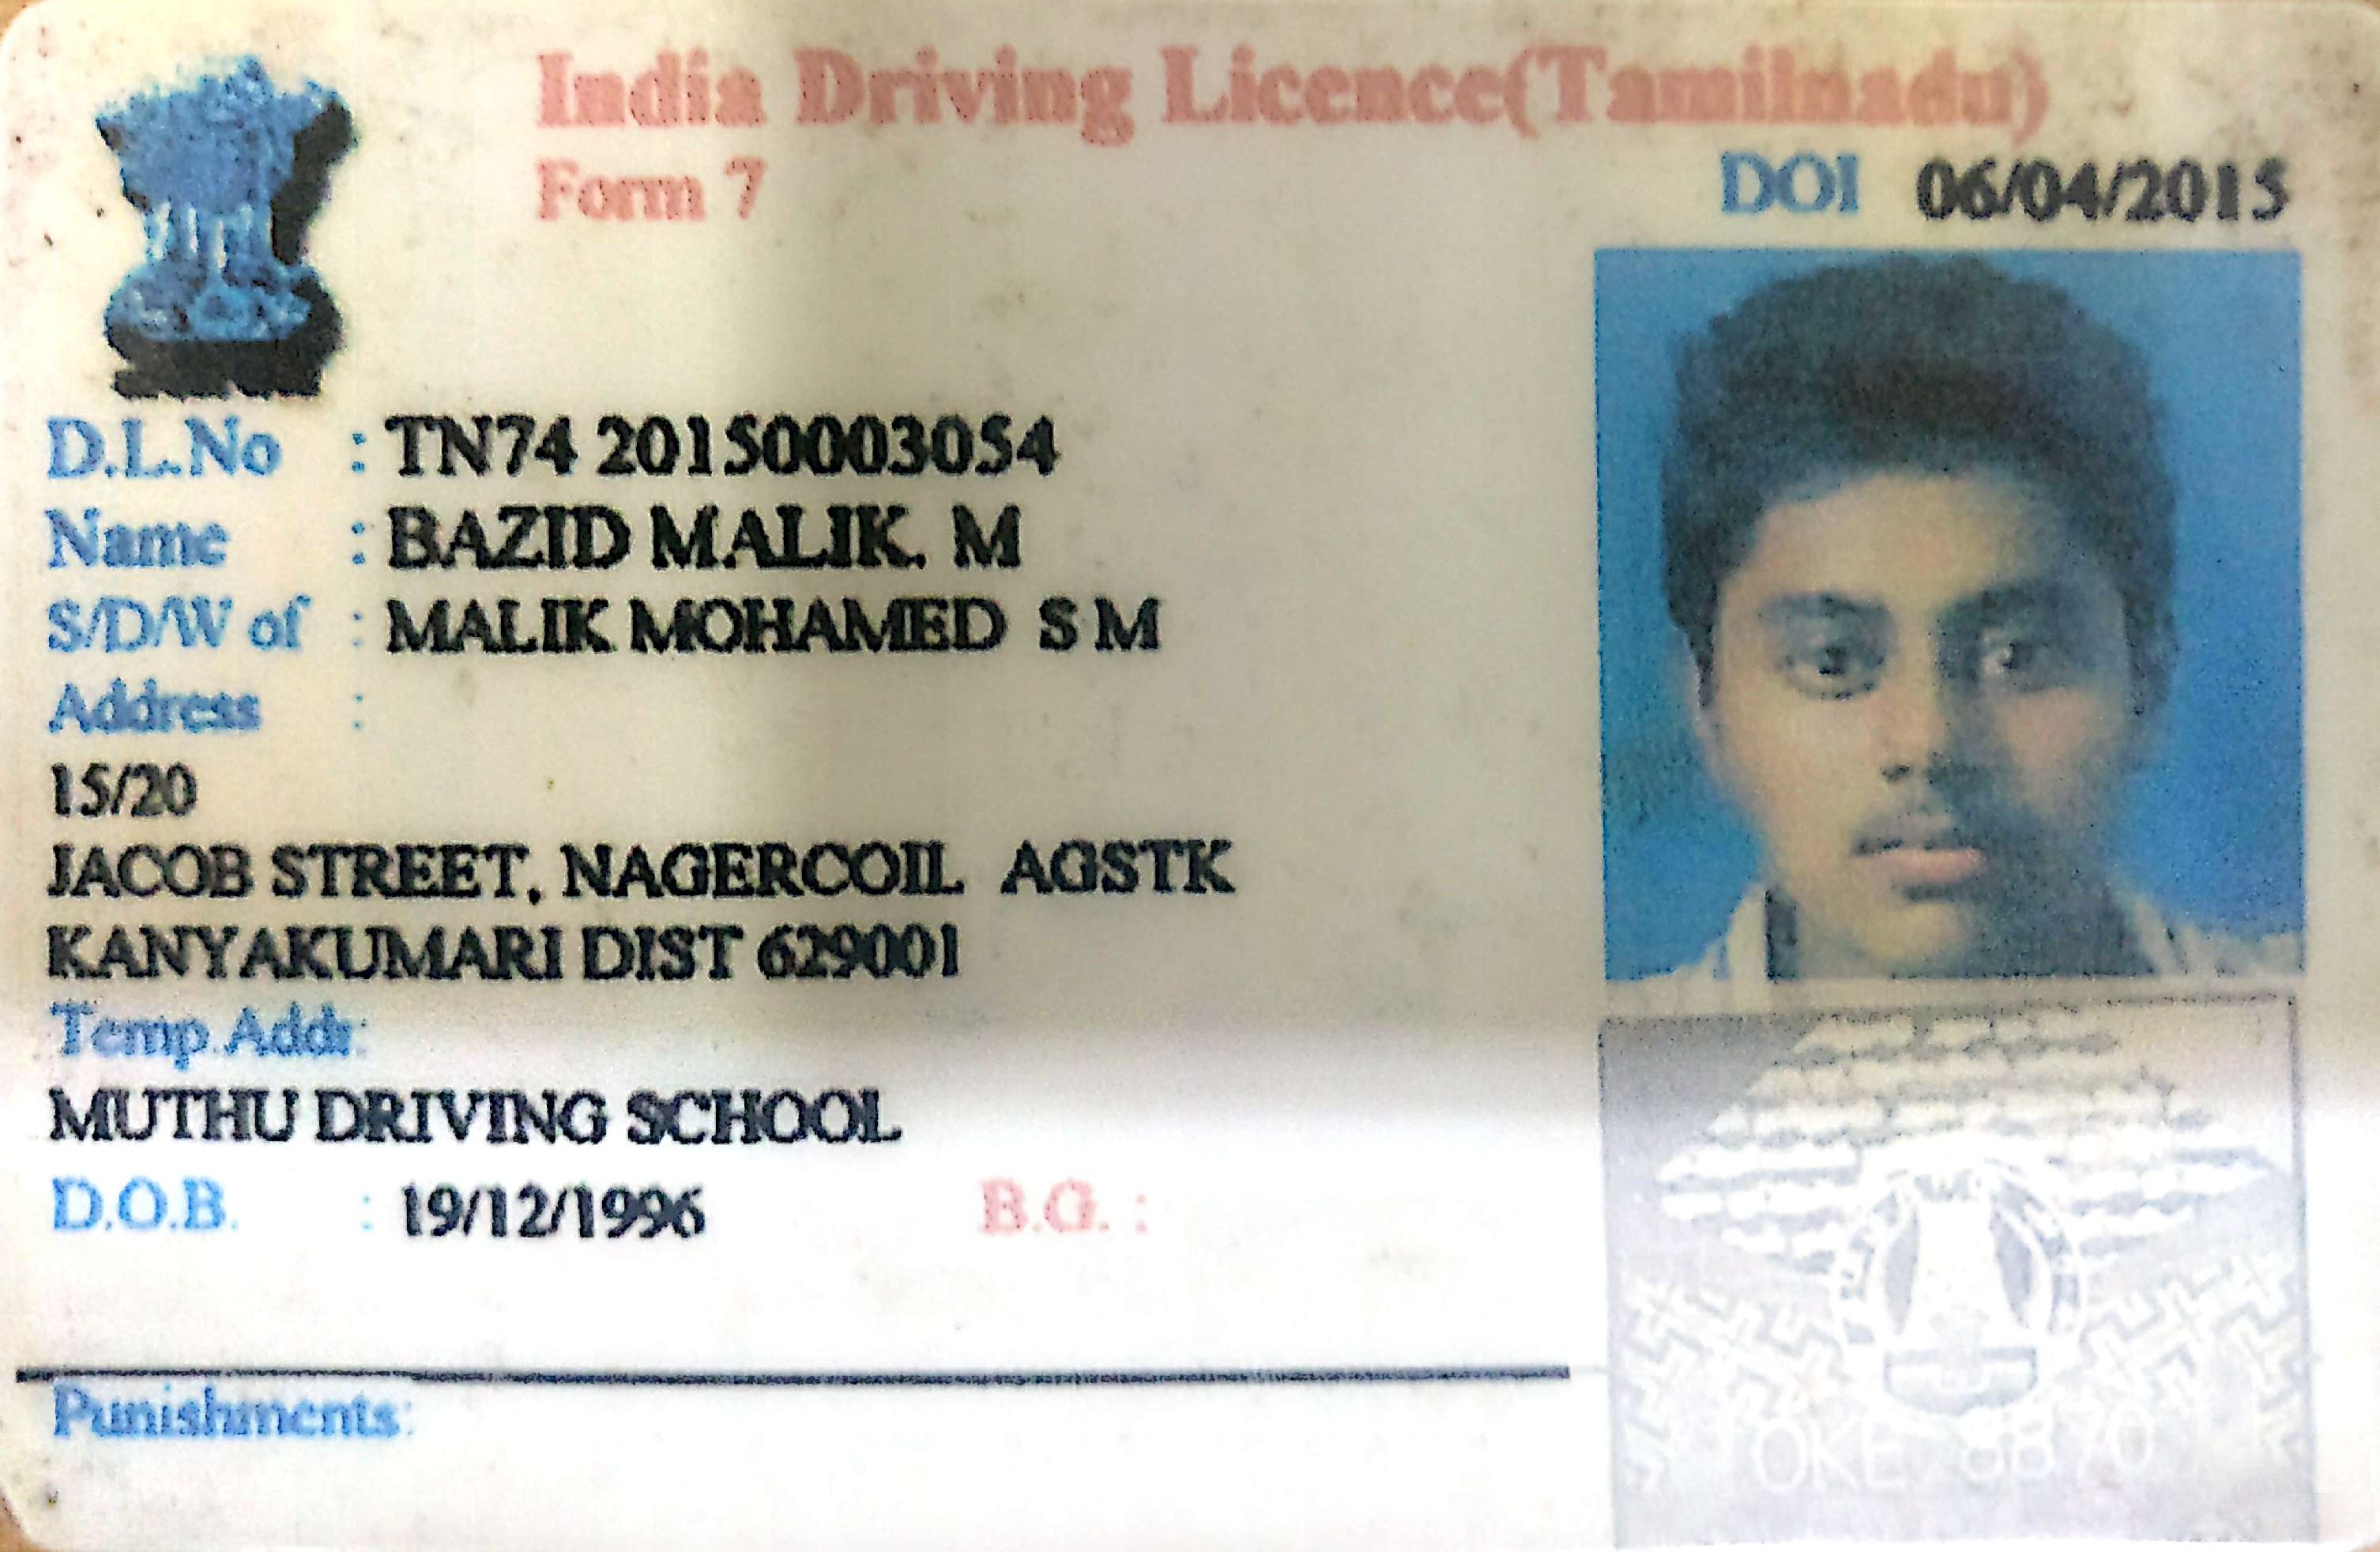 India Driving Licence(Tamilnadu)
Form 7
DOI 06/04/2015
D.L.No : TN74 20150003054
Name : BAZID MALIK. M
S/D/W of : MALIK MOHAMED S M
Address :
15/20
JACOB STREET, NAGERCOIL AGSTK
KANYAKUMARI DIST 629001
Temp.Addr:
MUTHU DRIVING SCHOOL
D.O.B. : 19/12/1996 B.G. :
Punishments: